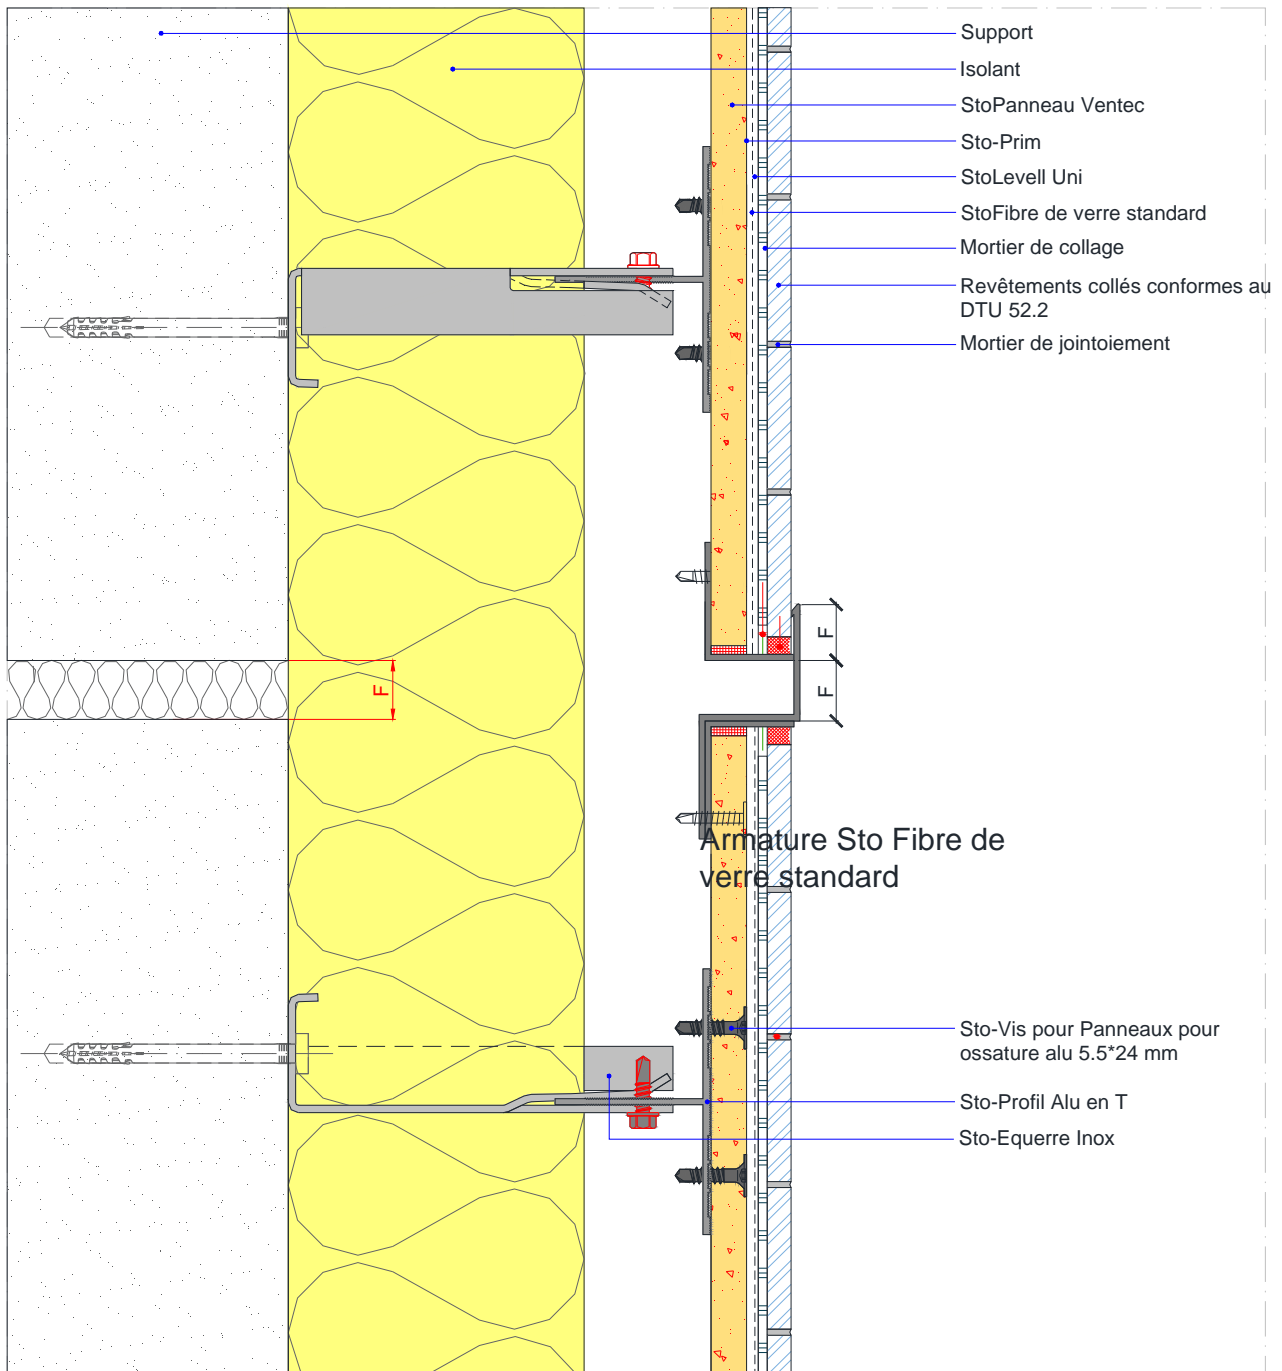 Support
Isolant
StoPanneau Ventec
Sto-Prim
StoLevell Uni
StoFibre de verre standard
Mortier de collage
Revêtements collés conformes au
DTU 52.2
Mortier de jointoiement
F
F
F
Armature Sto Fibre de
verre standard
Sto-Vis pour Panneaux pour
ossature alu 5.5*24 mm
Sto-Profil Alu en T
Sto-Equerre Inox